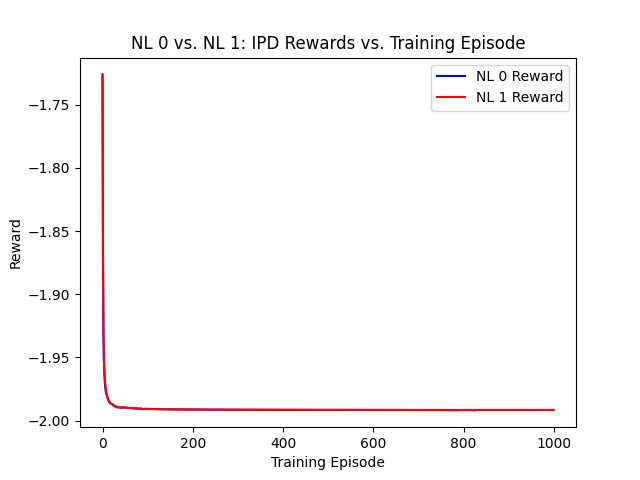 NL 0 vs. NL 1: IPD Rewards vs. Training Episode
NL 0 Reward
NL 1 Reward
−1.75
−1.80
−1.85
−1.90
−1.95
−2.00
Reward
0 200 400 600 800 1000
Training Episode